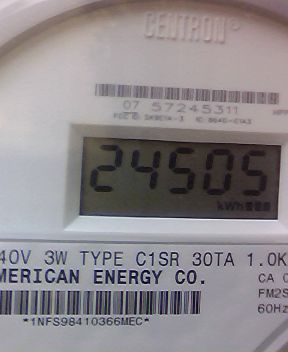 CENTRON®
07 57245311
24505
kWh
40V 3W TYPE C1SR 30TA 1.0K
MERICAN ENERGY CO.
CA
FM2S
60Hz
*1NFS98410366MEC*